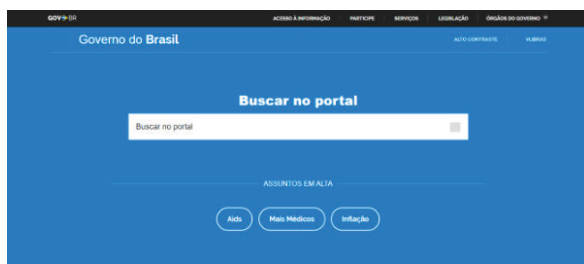 GOV BR ACESSO À INFORMAÇÃO PARTICIPE SERVIÇOS LEGISLAÇÃO ÓRGÃOS DO GOVERNO
Governo do Brasil ALTO CONTRASTE VLIBRAS
Buscar no portal
Buscar no portal
ASSUNTOS EM ALTA
Aids Mais Médicos Inflação